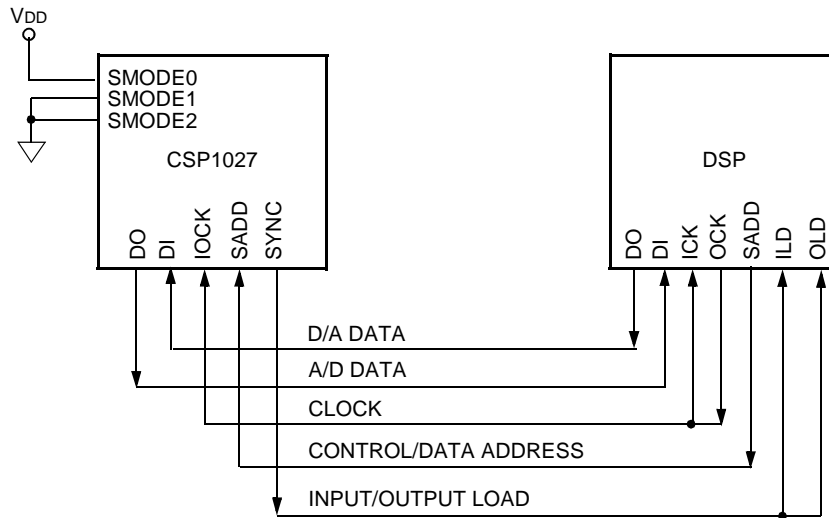 VDD
SMODE0
SMODE1
SMODE2
CSP1027
DSP
DO
DI
IOCK
SADD
SYNC
DO
DI
ICK
OCK
SADD
ILD
OLD
D/A DATA
A/D DATA
CLOCK
CONTROL/DATA ADDRESS
INPUT/OUTPUT LOAD